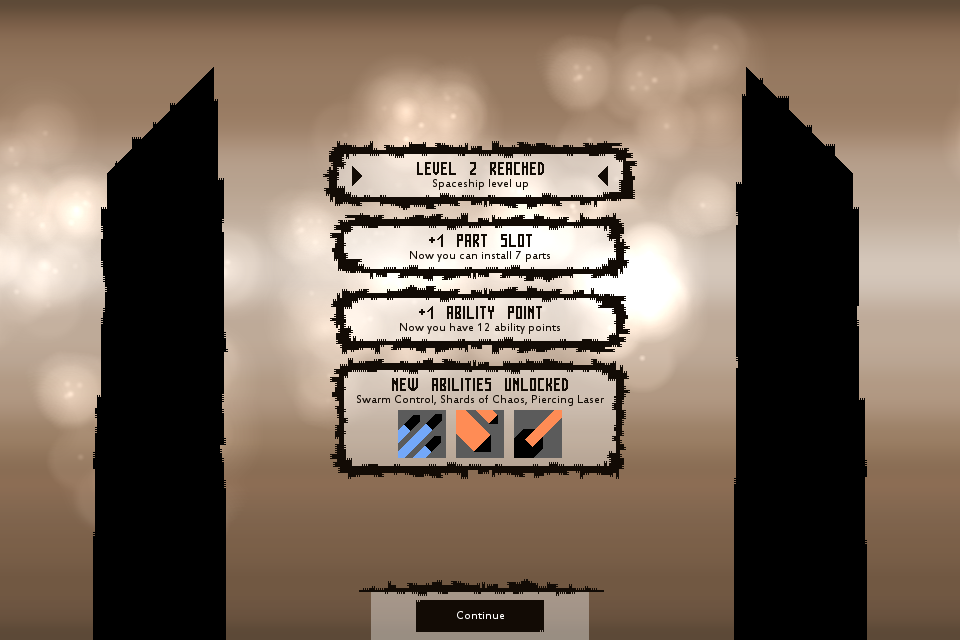 LEVEL 2 REACHED
Spaceship level up
+1 PART SLOT
Now you can install 7 parts
+1 ABILITY POINT
Now you have 12 ability points
NEW ABILITIES UNLOCKED
Swarm Control, Shards of Chaos, Piercing Laser
Continue